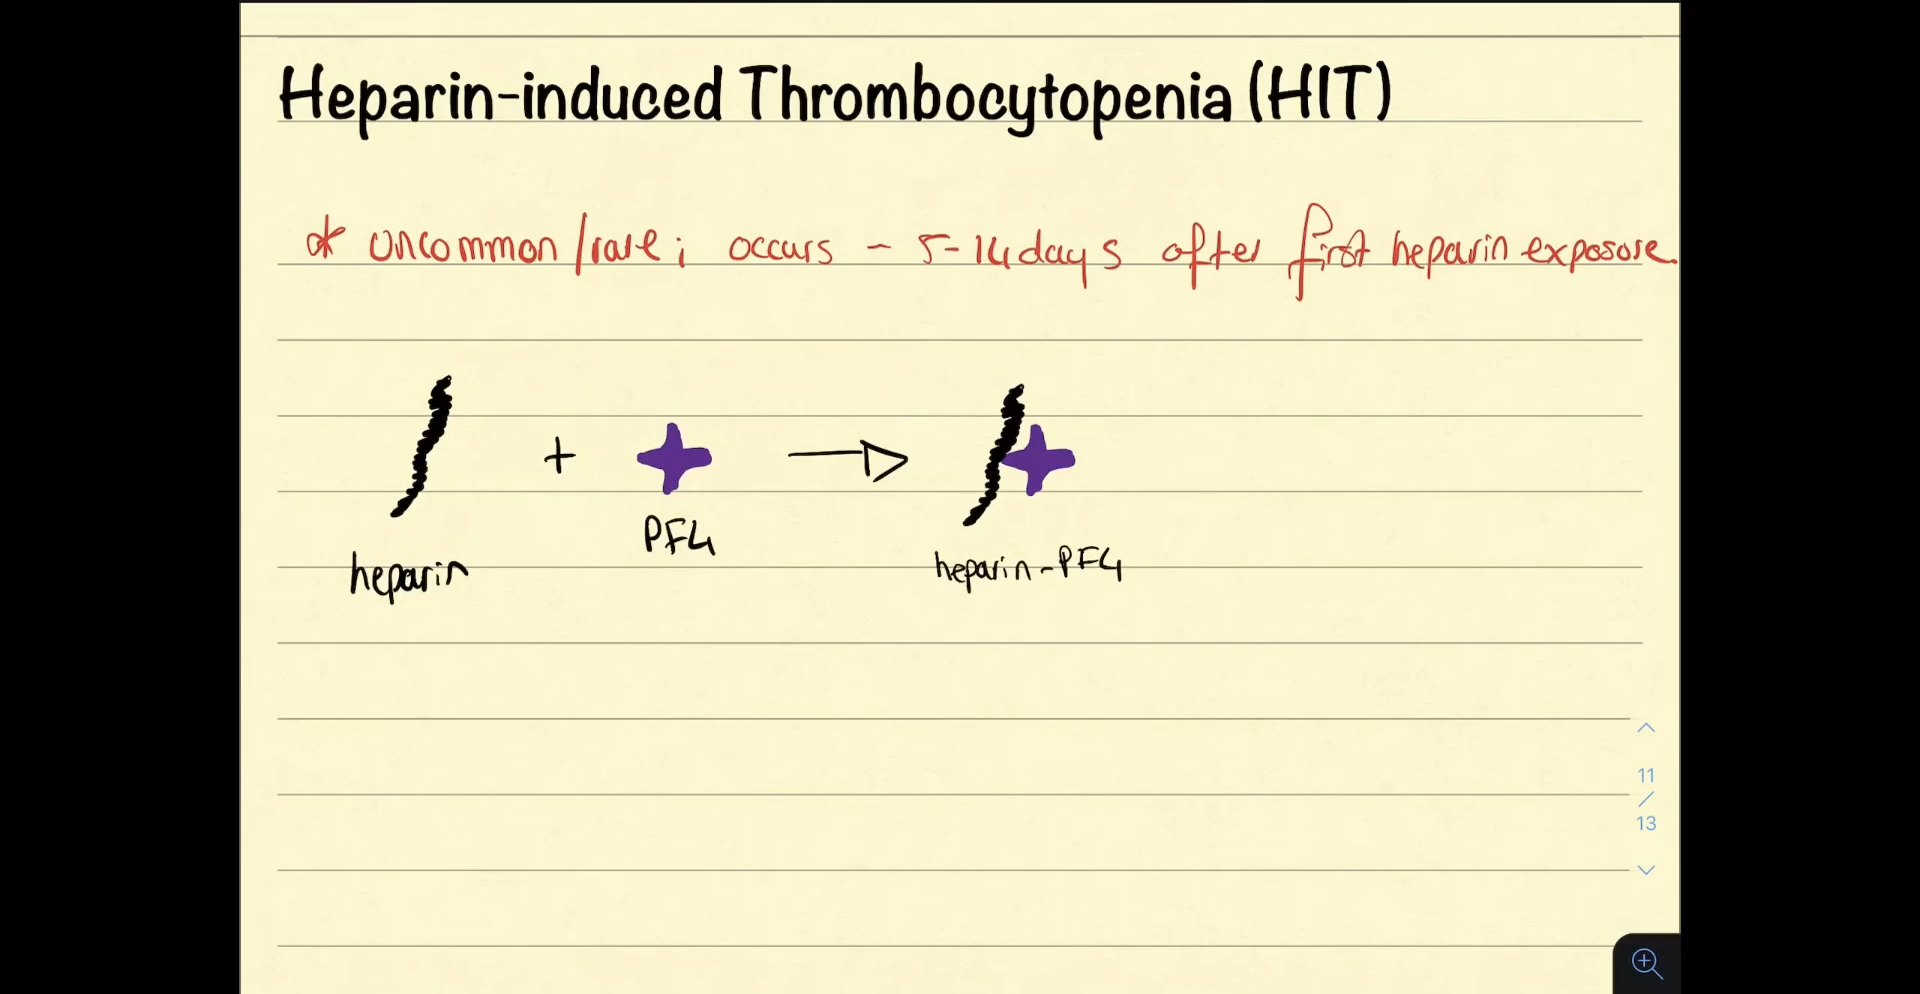 Heparin-induced Thrombocytopenia (HIT)
* uncommon/rare; occurs ~ 5-14 days after first heparin exposore.
+
PF4
heparin
heparin-PF4
11
/
13